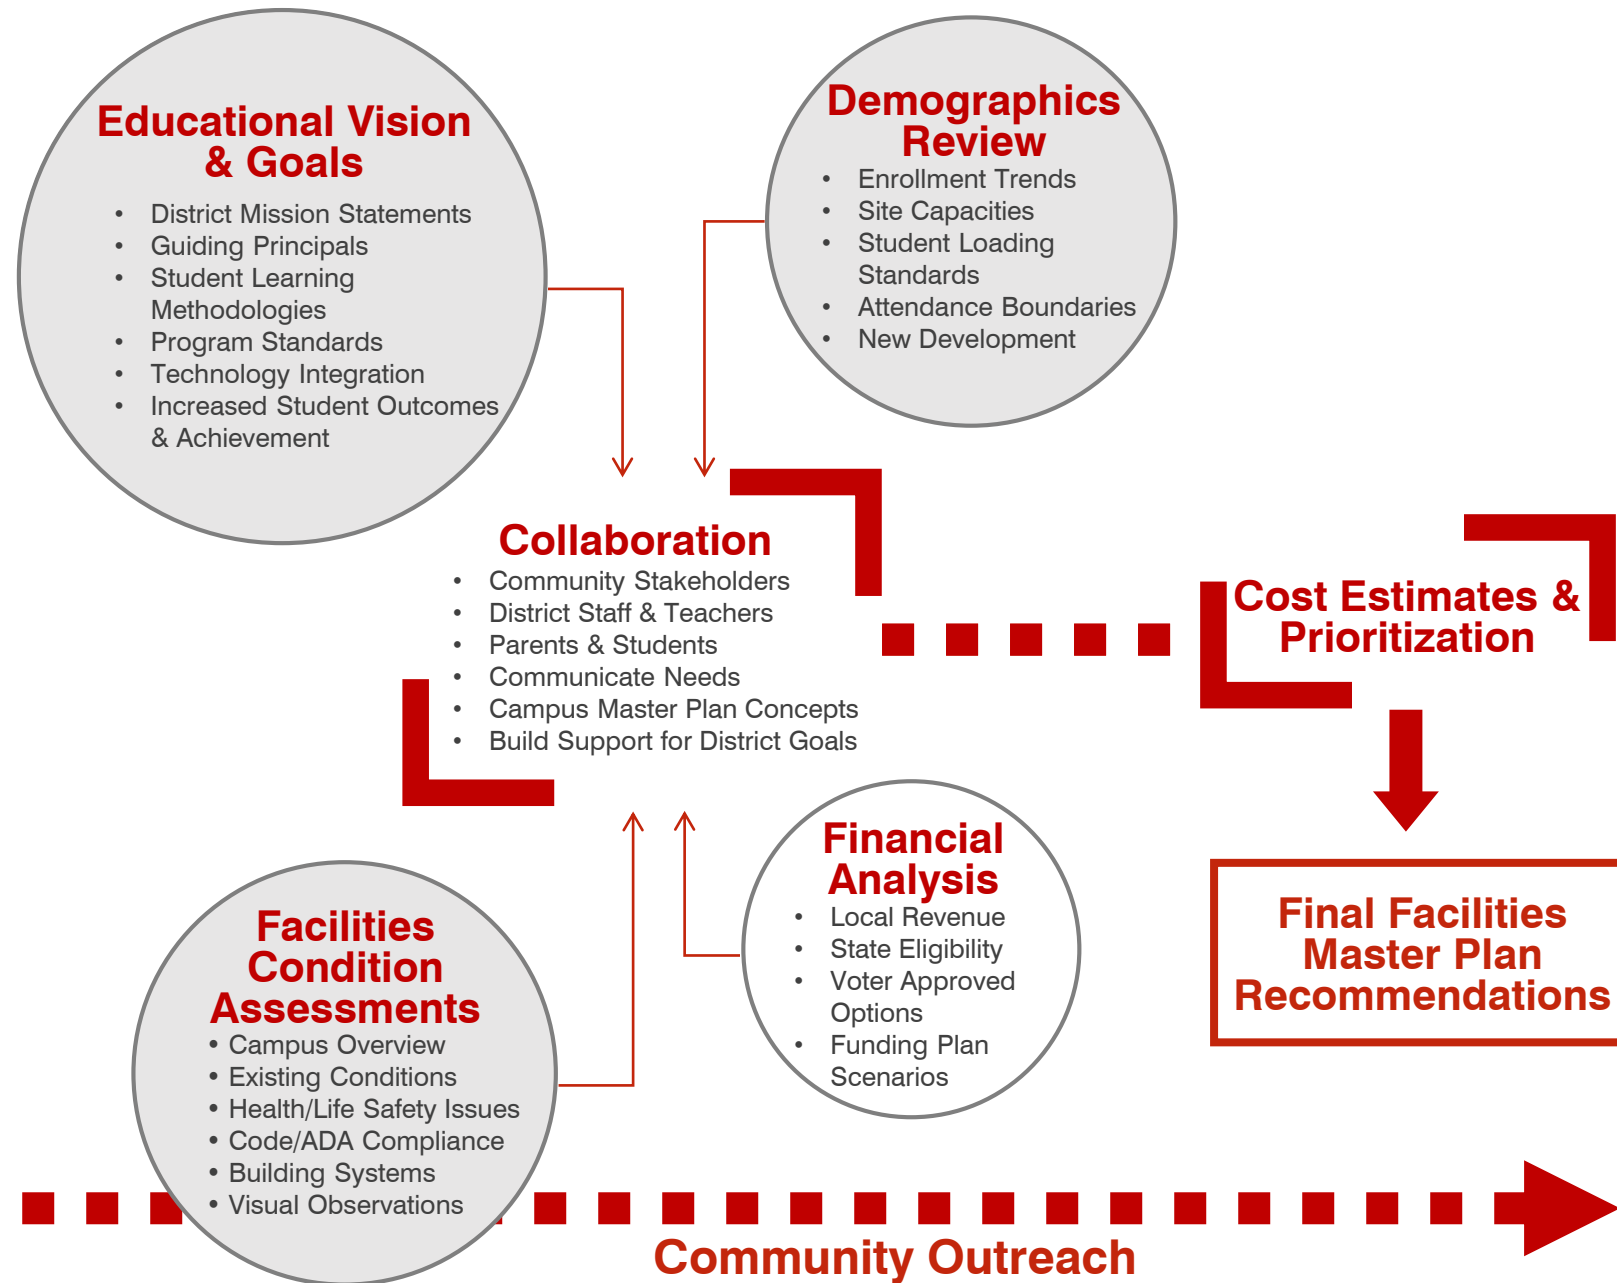 Educational Vision
& Goals
• District Mission Statements
• Guiding Principals
• Student Learning
Methodologies
• Program Standards
• Technology Integration
• Increased Student Outcomes
& Achievement
Demographics
Review
• Enrollment Trends
• Site Capacities
• Student Loading
Standards
• Attendance Boundaries
• New Development
Collaboration
• Community Stakeholders
• District Staff & Teachers
• Parents & Students
• Communicate Needs
• Campus Master Plan Concepts
• Build Support for District Goals
Cost Estimates &
Prioritization
Facilities
Condition
Assessments
• Campus Overview
• Existing Conditions
• Health/Life Safety Issues
• Code/ADA Compliance
• Building Systems
• Visual Observations
Financial
Analysis
• Local Revenue
• State Eligibility
• Voter Approved
Options
• Funding Plan
Scenarios
Final Facilities
Master Plan
Recommendations
Community Outreach